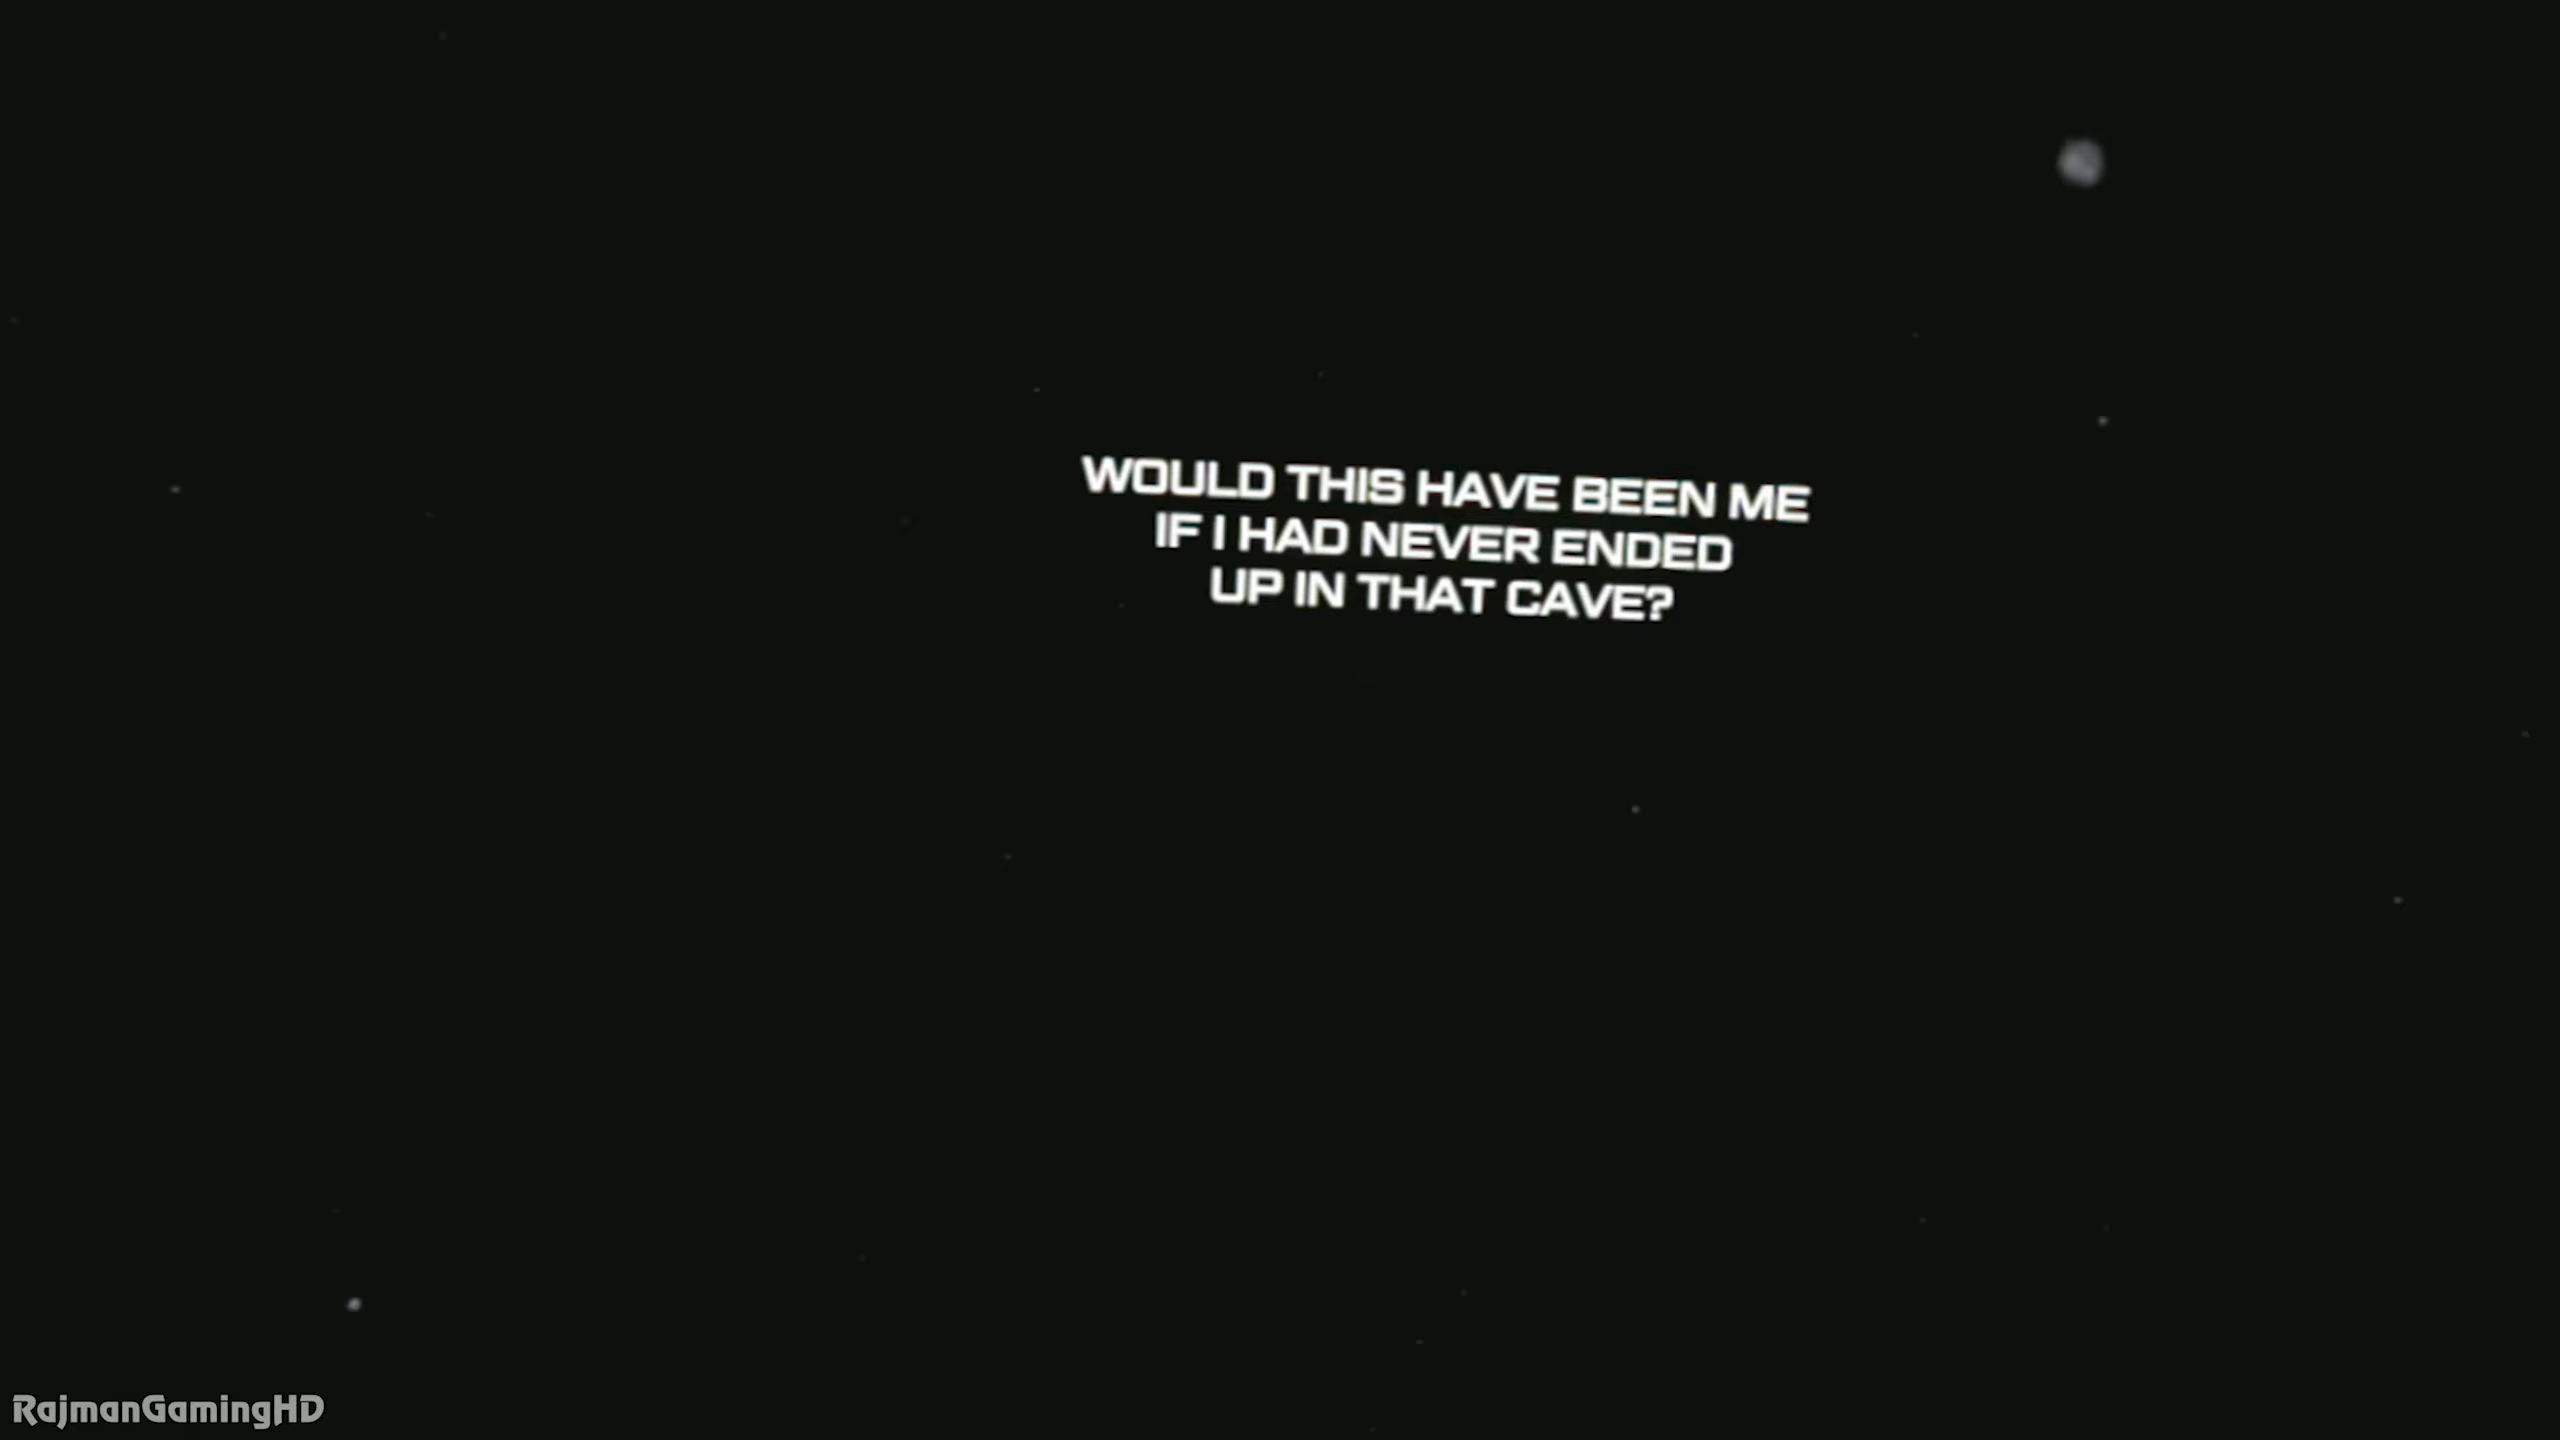 WOULD THIS HAVE BEEN ME
IF I HAD NEVER ENDED
UP IN THAT CAVE?
RajmanGamingHD